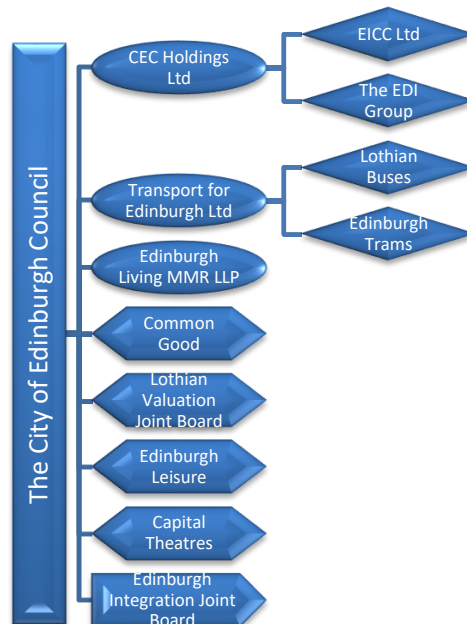 The City of Edinburgh Council
CEC Holdings
Ltd
EICC Ltd
The EDI
Group
Transport for
Edinburgh Ltd
Lothian
Buses
Edinburgh
Trams
Edinburgh
Living MMR LLP
Common
Good
Lothian
Valuation
Joint Board
Edinburgh
Leisure
Capital
Theatres
Edinburgh
Integration Joint
Board